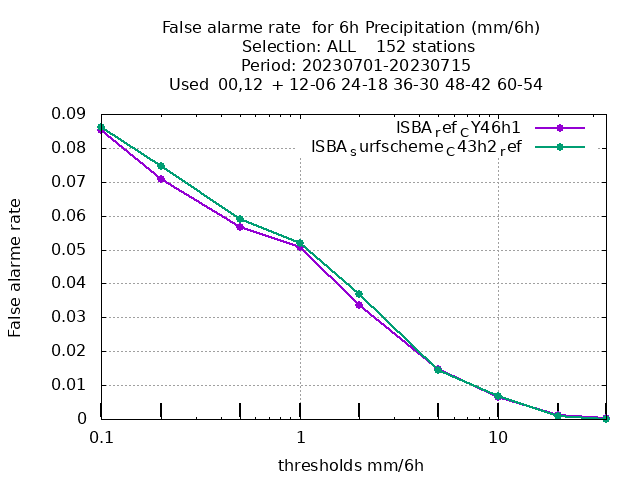 False alarme rate  for 6h Precipitation (mm/6h)
Selection: ALL    152 stations
Period: 20230701-20230715
Used  00,12  + 12-06 24-18 36-30 48-42 60-54
ISBA_ref_CY46h1
ISBA_surfscheme_C43h2_ref
0.09
0.08
0.07
0.06
0.05
0.04
0.03
0.02
0.01
0
False alarme rate
0.1 1 10
thresholds mm/6h